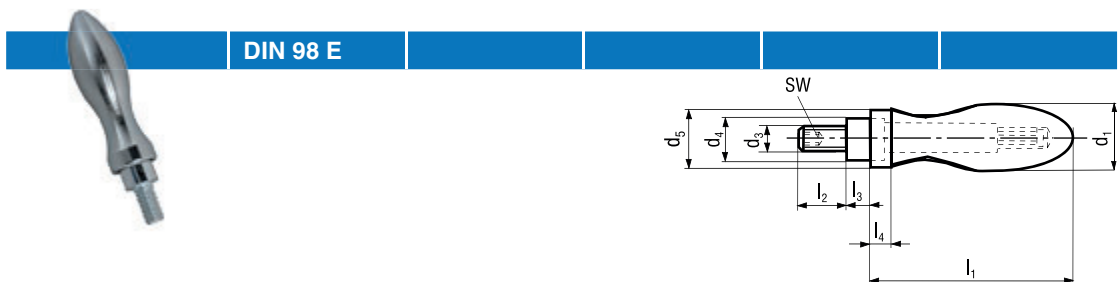 DIN 98 E
SW
d₅
d₄
d₃
d₁
l₂
l₃
l₄
l₁